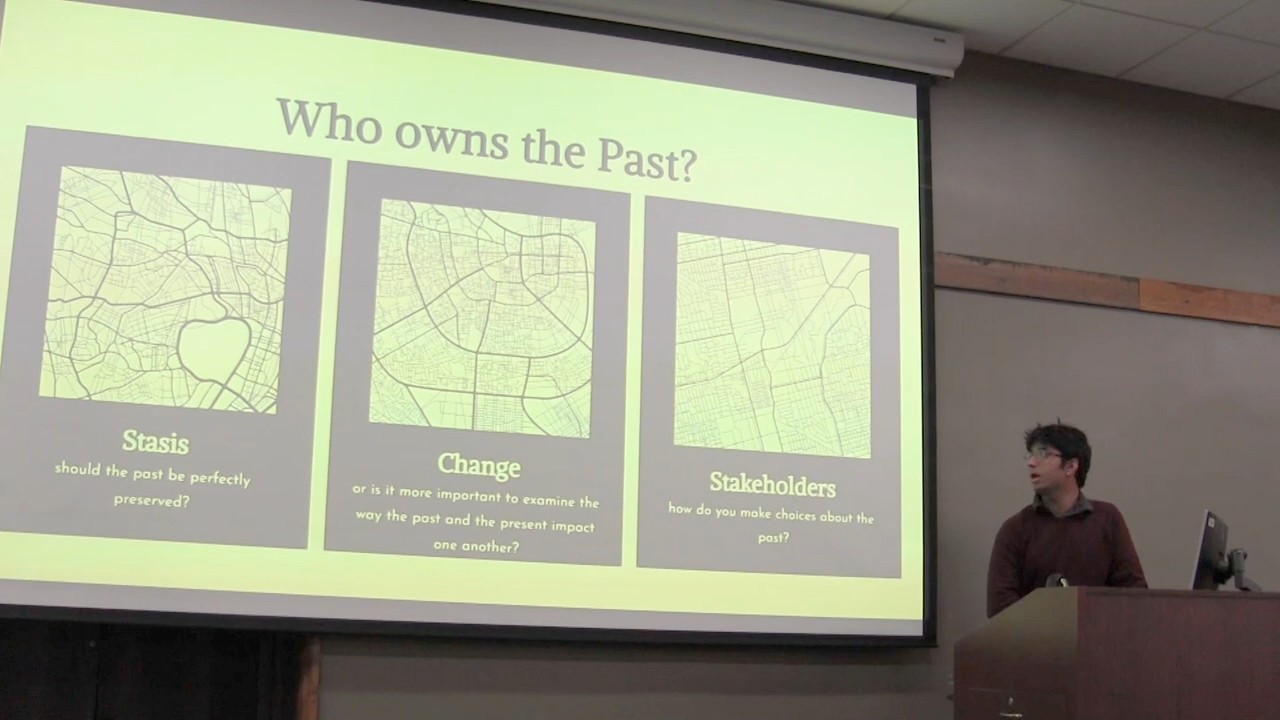 Who owns the Past?
Stasis
should the past be perfectly
preserved?
Change
or is it more important to examine the
way the past and the present impact
one another?
Stakeholders
how do you make choices about the
past?